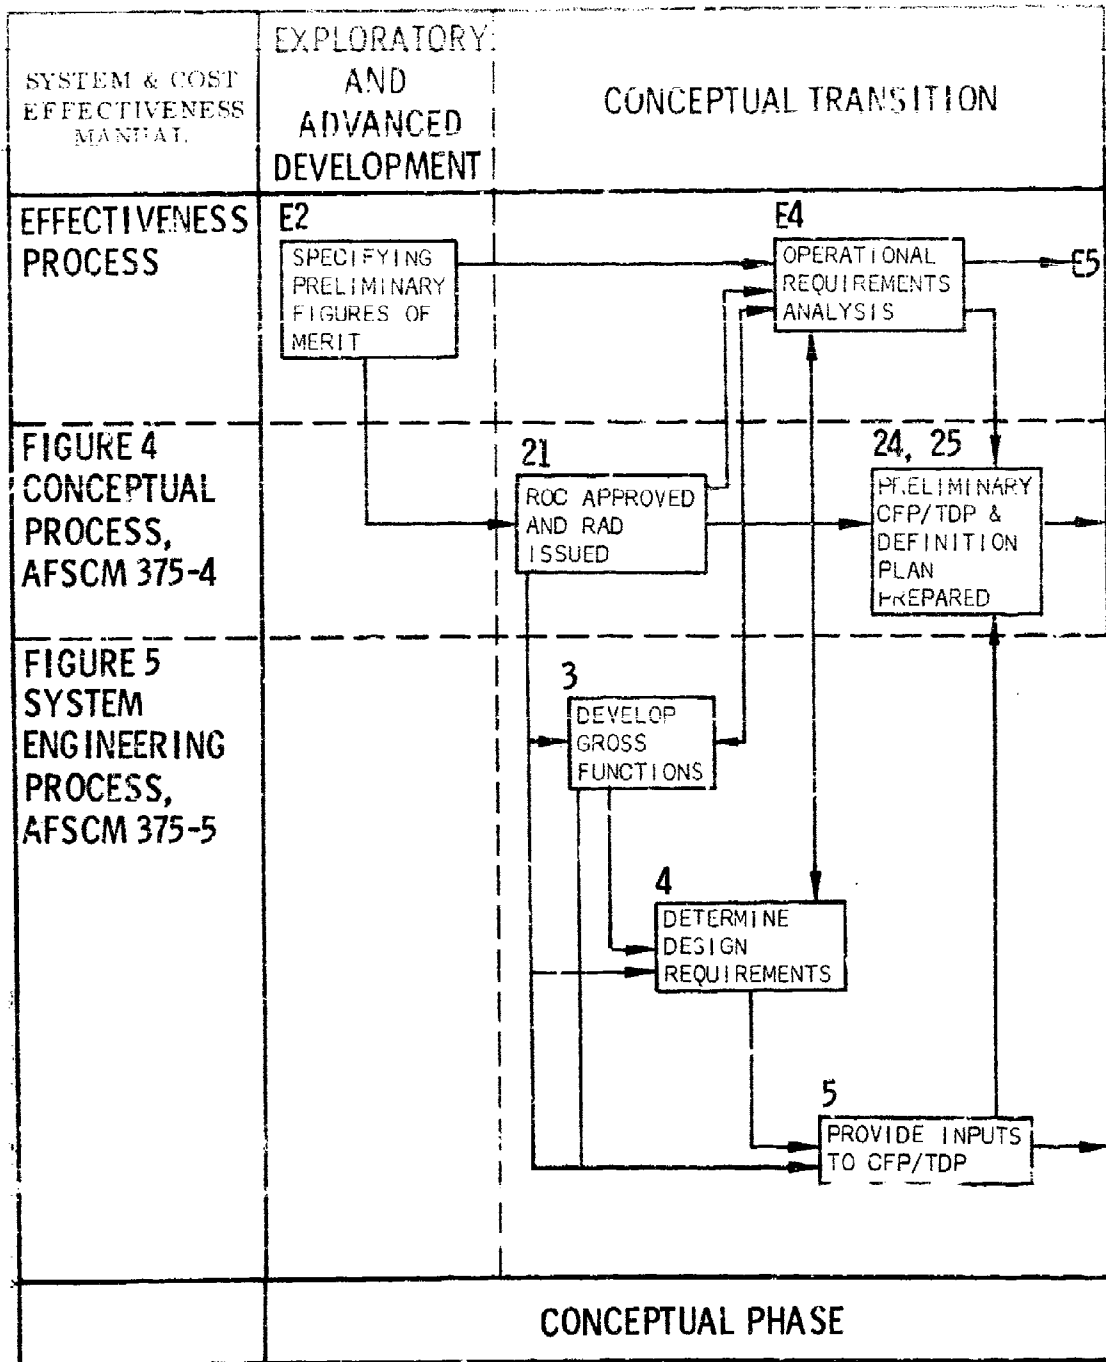 SYSTEM & COST
EFFECTIVENESS
MANUAL
EXPLORATORY
AND
ADVANCED
DEVELOPMENT
CONCEPTUAL TRANSITION
EFFECTIVENESS
PROCESS
E2
SPECIFYING
PRELIMINARY
FIGURES OF
MERIT
E4
OPERATIONAL
REQUIREMENTS
ANALYSIS
E5
FIGURE 4
CONCEPTUAL
PROCESS,
AFSCM 375-4
21
ROC APPROVED
AND RAD
ISSUED
24, 25
PRELIMINARY
CFP/TDP &
DEFINITION
PLAN
PREPARED
FIGURE 5
SYSTEM
ENGINEERING
PROCESS,
AFSCM 375-5
3
DEVELOP
GROSS
FUNCTIONS
4
DETERMINE
DESIGN
REQUIREMENTS
5
PROVIDE INPUTS
TO CFP/TDP
CONCEPTUAL PHASE